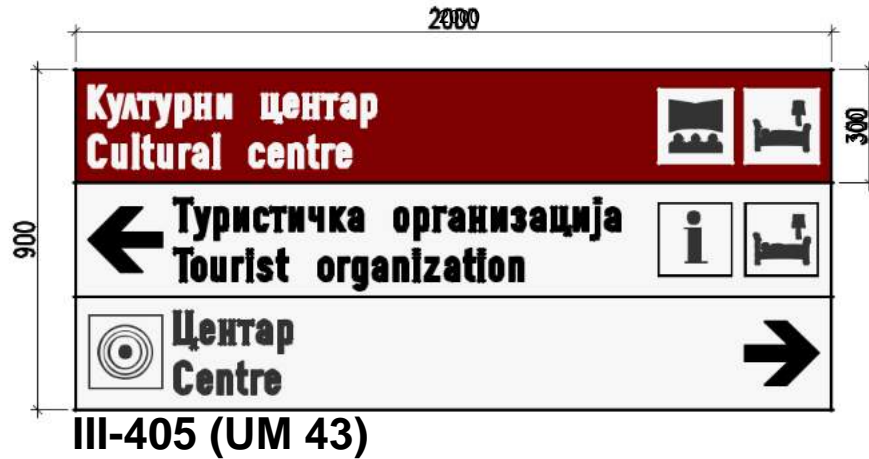 2000
Културни центар
Cultural centre
300
900
Туристичка организација
Tourist organization
Центар
Centre
III-405 (UM 43)